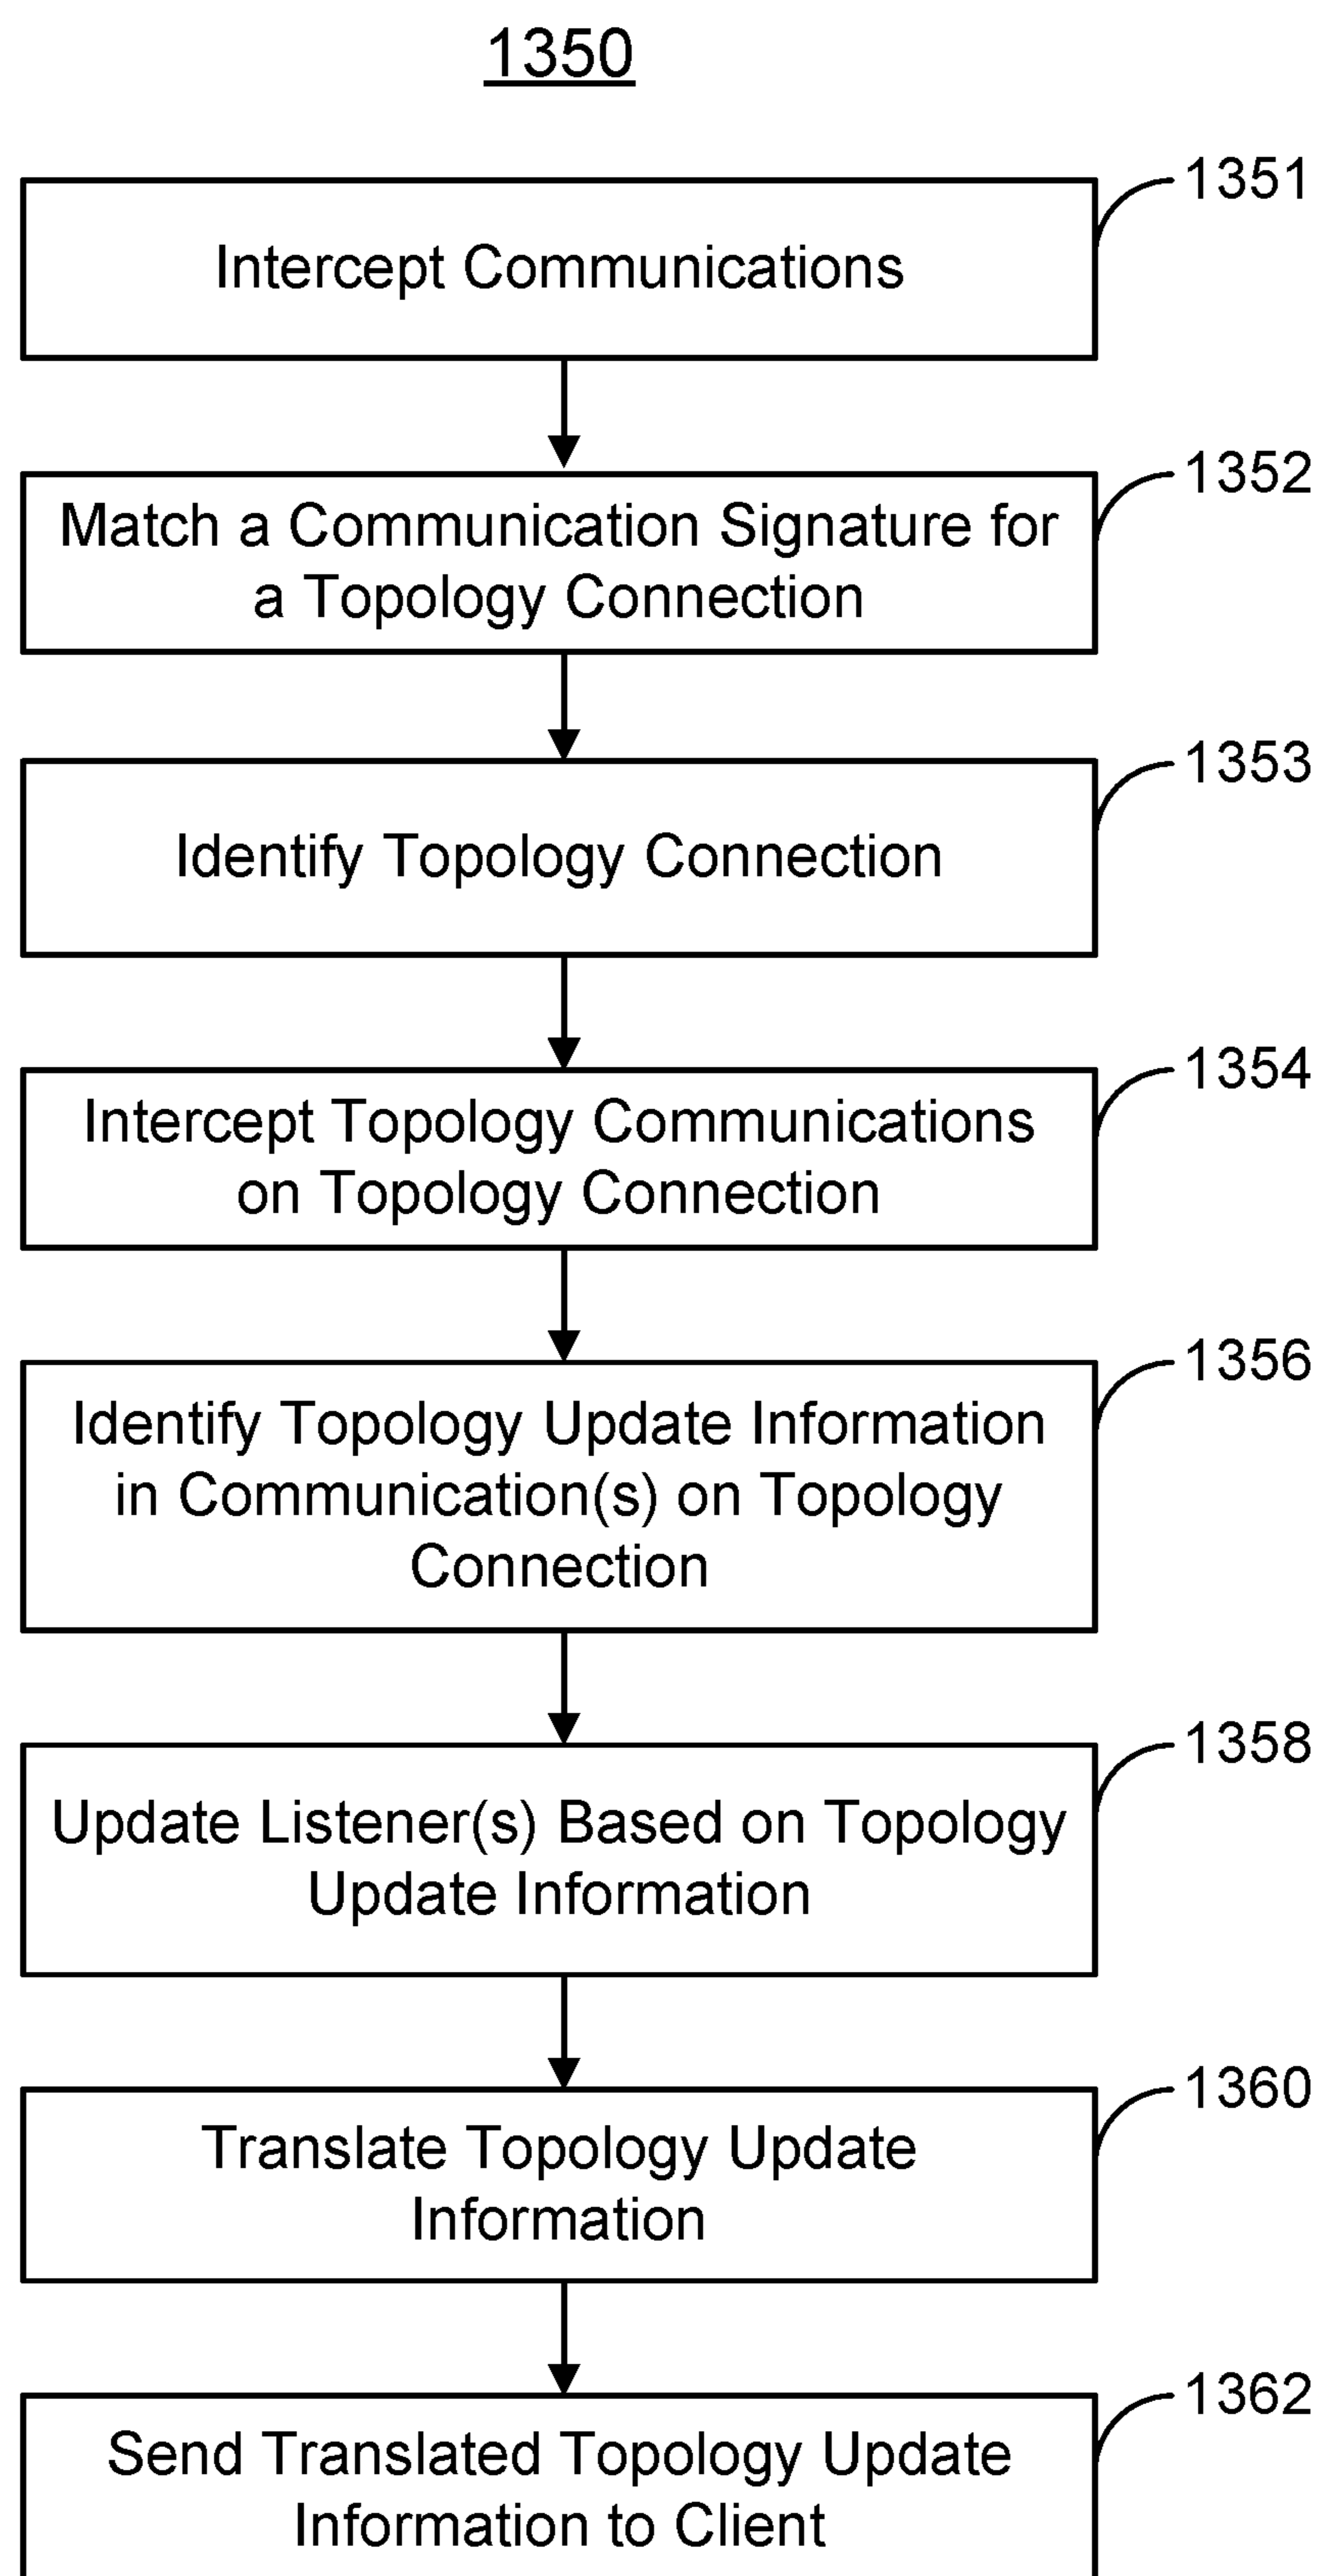 1350
1351
Intercept Communications
1352
Match a Communication Signature for
a Topology Connection
1353
Identify Topology Connection
1354
Intercept Topology Communications
on Topology Connection
1356
Identify Topology Update Information
in Communication(s) on Topology
Connection
1358
Update Listener(s) Based on Topology
Update Information
1360
Translate Topology Update
Information
1362
Send Translated Topology Update
Information to Client